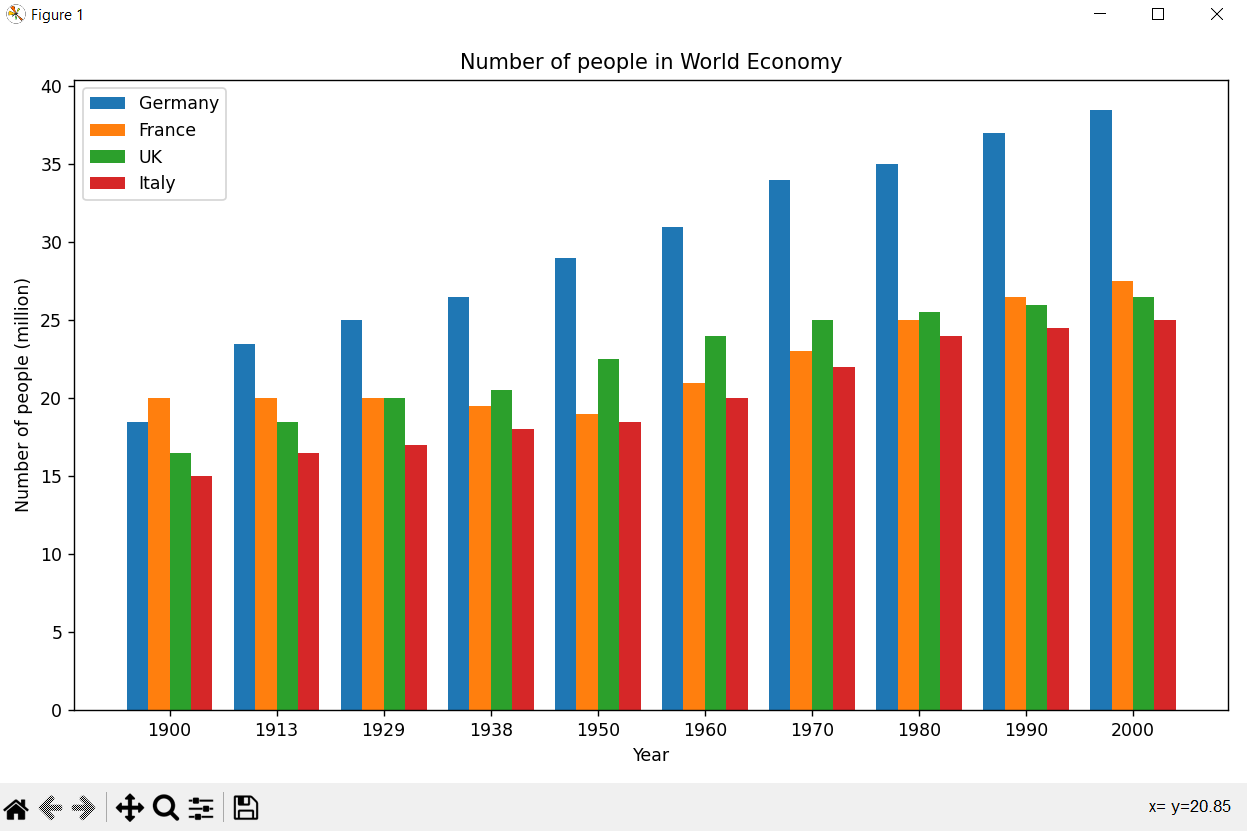 Figure 1
Number of people in World Economy
Germany
France
UK
Italy
Number of people (million)
40
35
30
25
20
15
10
5
0
1900 1913 1929 1938 1950 1960 1970 1980 1990 2000
Year
x= y=20.85